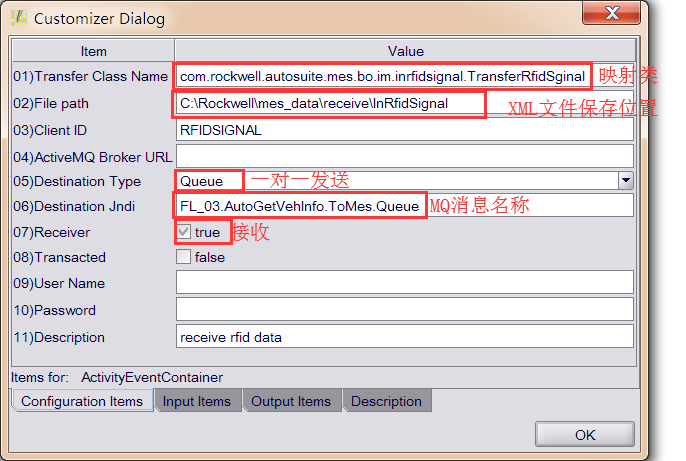 Customizer Dialog
Item Value
01)Transfer Class Name com.rockwell.autosuite.mes.bo.im.inrfidsignal.TransferRfidSginal 映射类
02)File path C:\Rockwell\mes_data\receive\InRfidSignal XML文件保存位置
03)Client ID RFIDSIGNAL
04)ActiveMQ Broker URL
05)Destination Type Queue 一对一发送
06)Destination Jndi FL_03.AutoGetVehInfo.ToMes.Queue MQ消息名称
07)Receiver true 接收
08)Transacted false
09)User Name
10)Password
11)Description receive rfid data
Items for: ActivityEventContainer
Configuration Items Input Items Output Items Description
OK